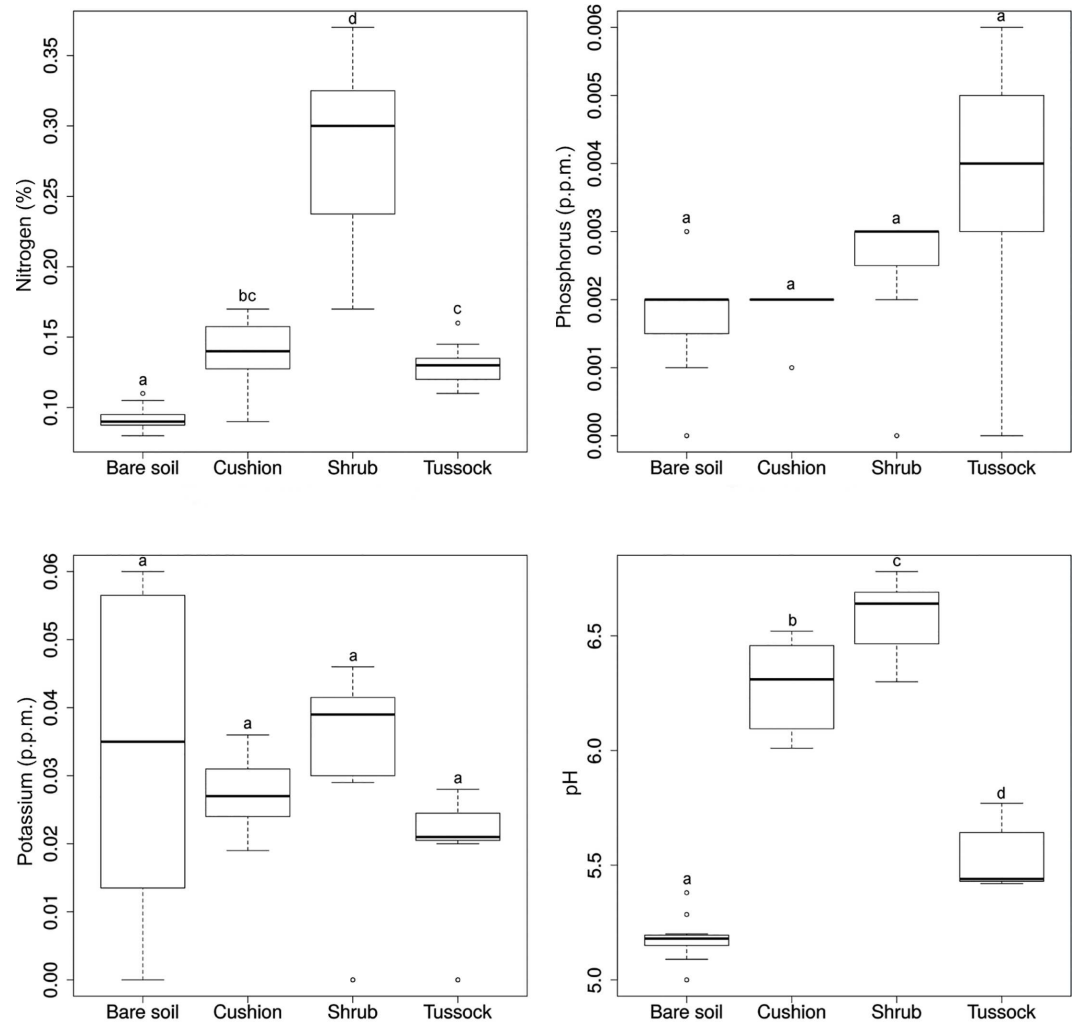 Nitrogen (%)
0.10 0.15 0.20 0.25 0.30 0.35
a bc d c
Bare soil Cushion Shrub Tussock
Phosphorus (p.p.m.)
0.000 0.001 0.002 0.003 0.004 0.005 0.006
a a a a
Bare soil Cushion Shrub Tussock
Potassium (p.p.m.)
0.00 0.01 0.02 0.03 0.04 0.05 0.06
a a a a
Bare soil Cushion Shrub Tussock
pH
5.0 5.5 6.0 6.5
a b c d
Bare soil Cushion Shrub Tussock